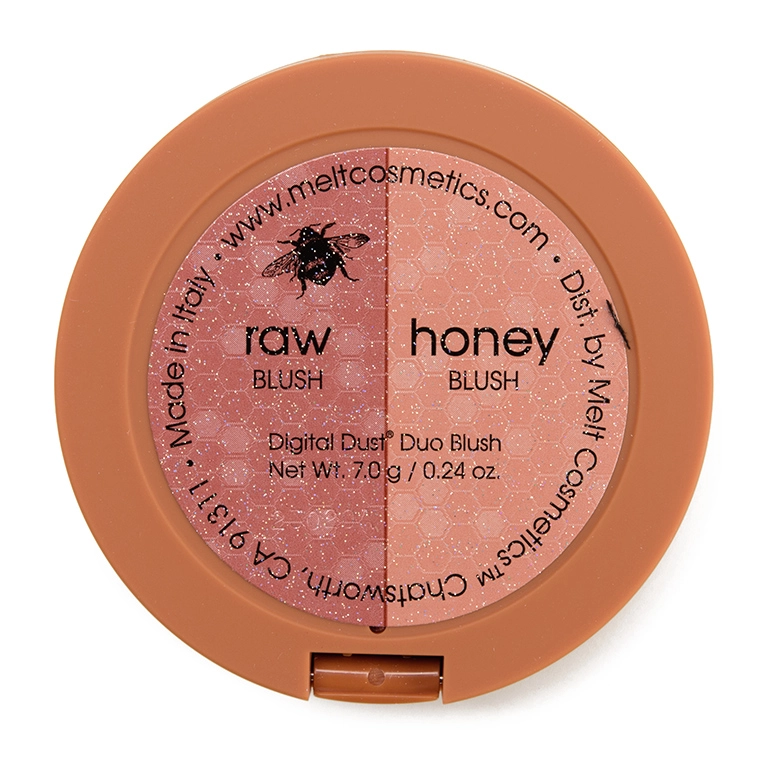 www.meltcosmetics.com • Dist. by Melt Cosmetics™ Chatsworth, CA 91311 • Made in Italy •
raw
BLUSH
honey
BLUSH
Digital Dust® Duo Blush
Net Wt. 7.0 g / 0.24 oz.